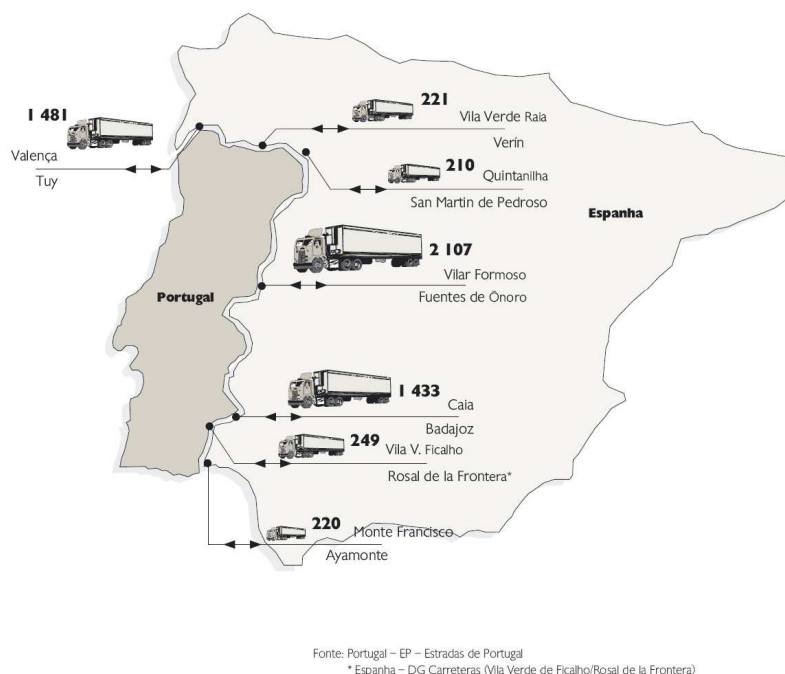 1 481
Valença
Tuy
221
Vila Verde Raia
Verín
210
Quintanilha
San Martin de Pedroso
Espanha
2 107
Vilar Formoso
Fuentes de Õnoro
Portugal
1 433
Caia
Badajoz
249
Vila V. Ficalho
Rosal de la Frontera*
220
Monte Francisco
Ayamonte
Fonte: Portugal – EP – Estradas de Portugal
* Espanha – DG Carreteras (Vila Verde de Ficalho/Rosal de la Frontera)